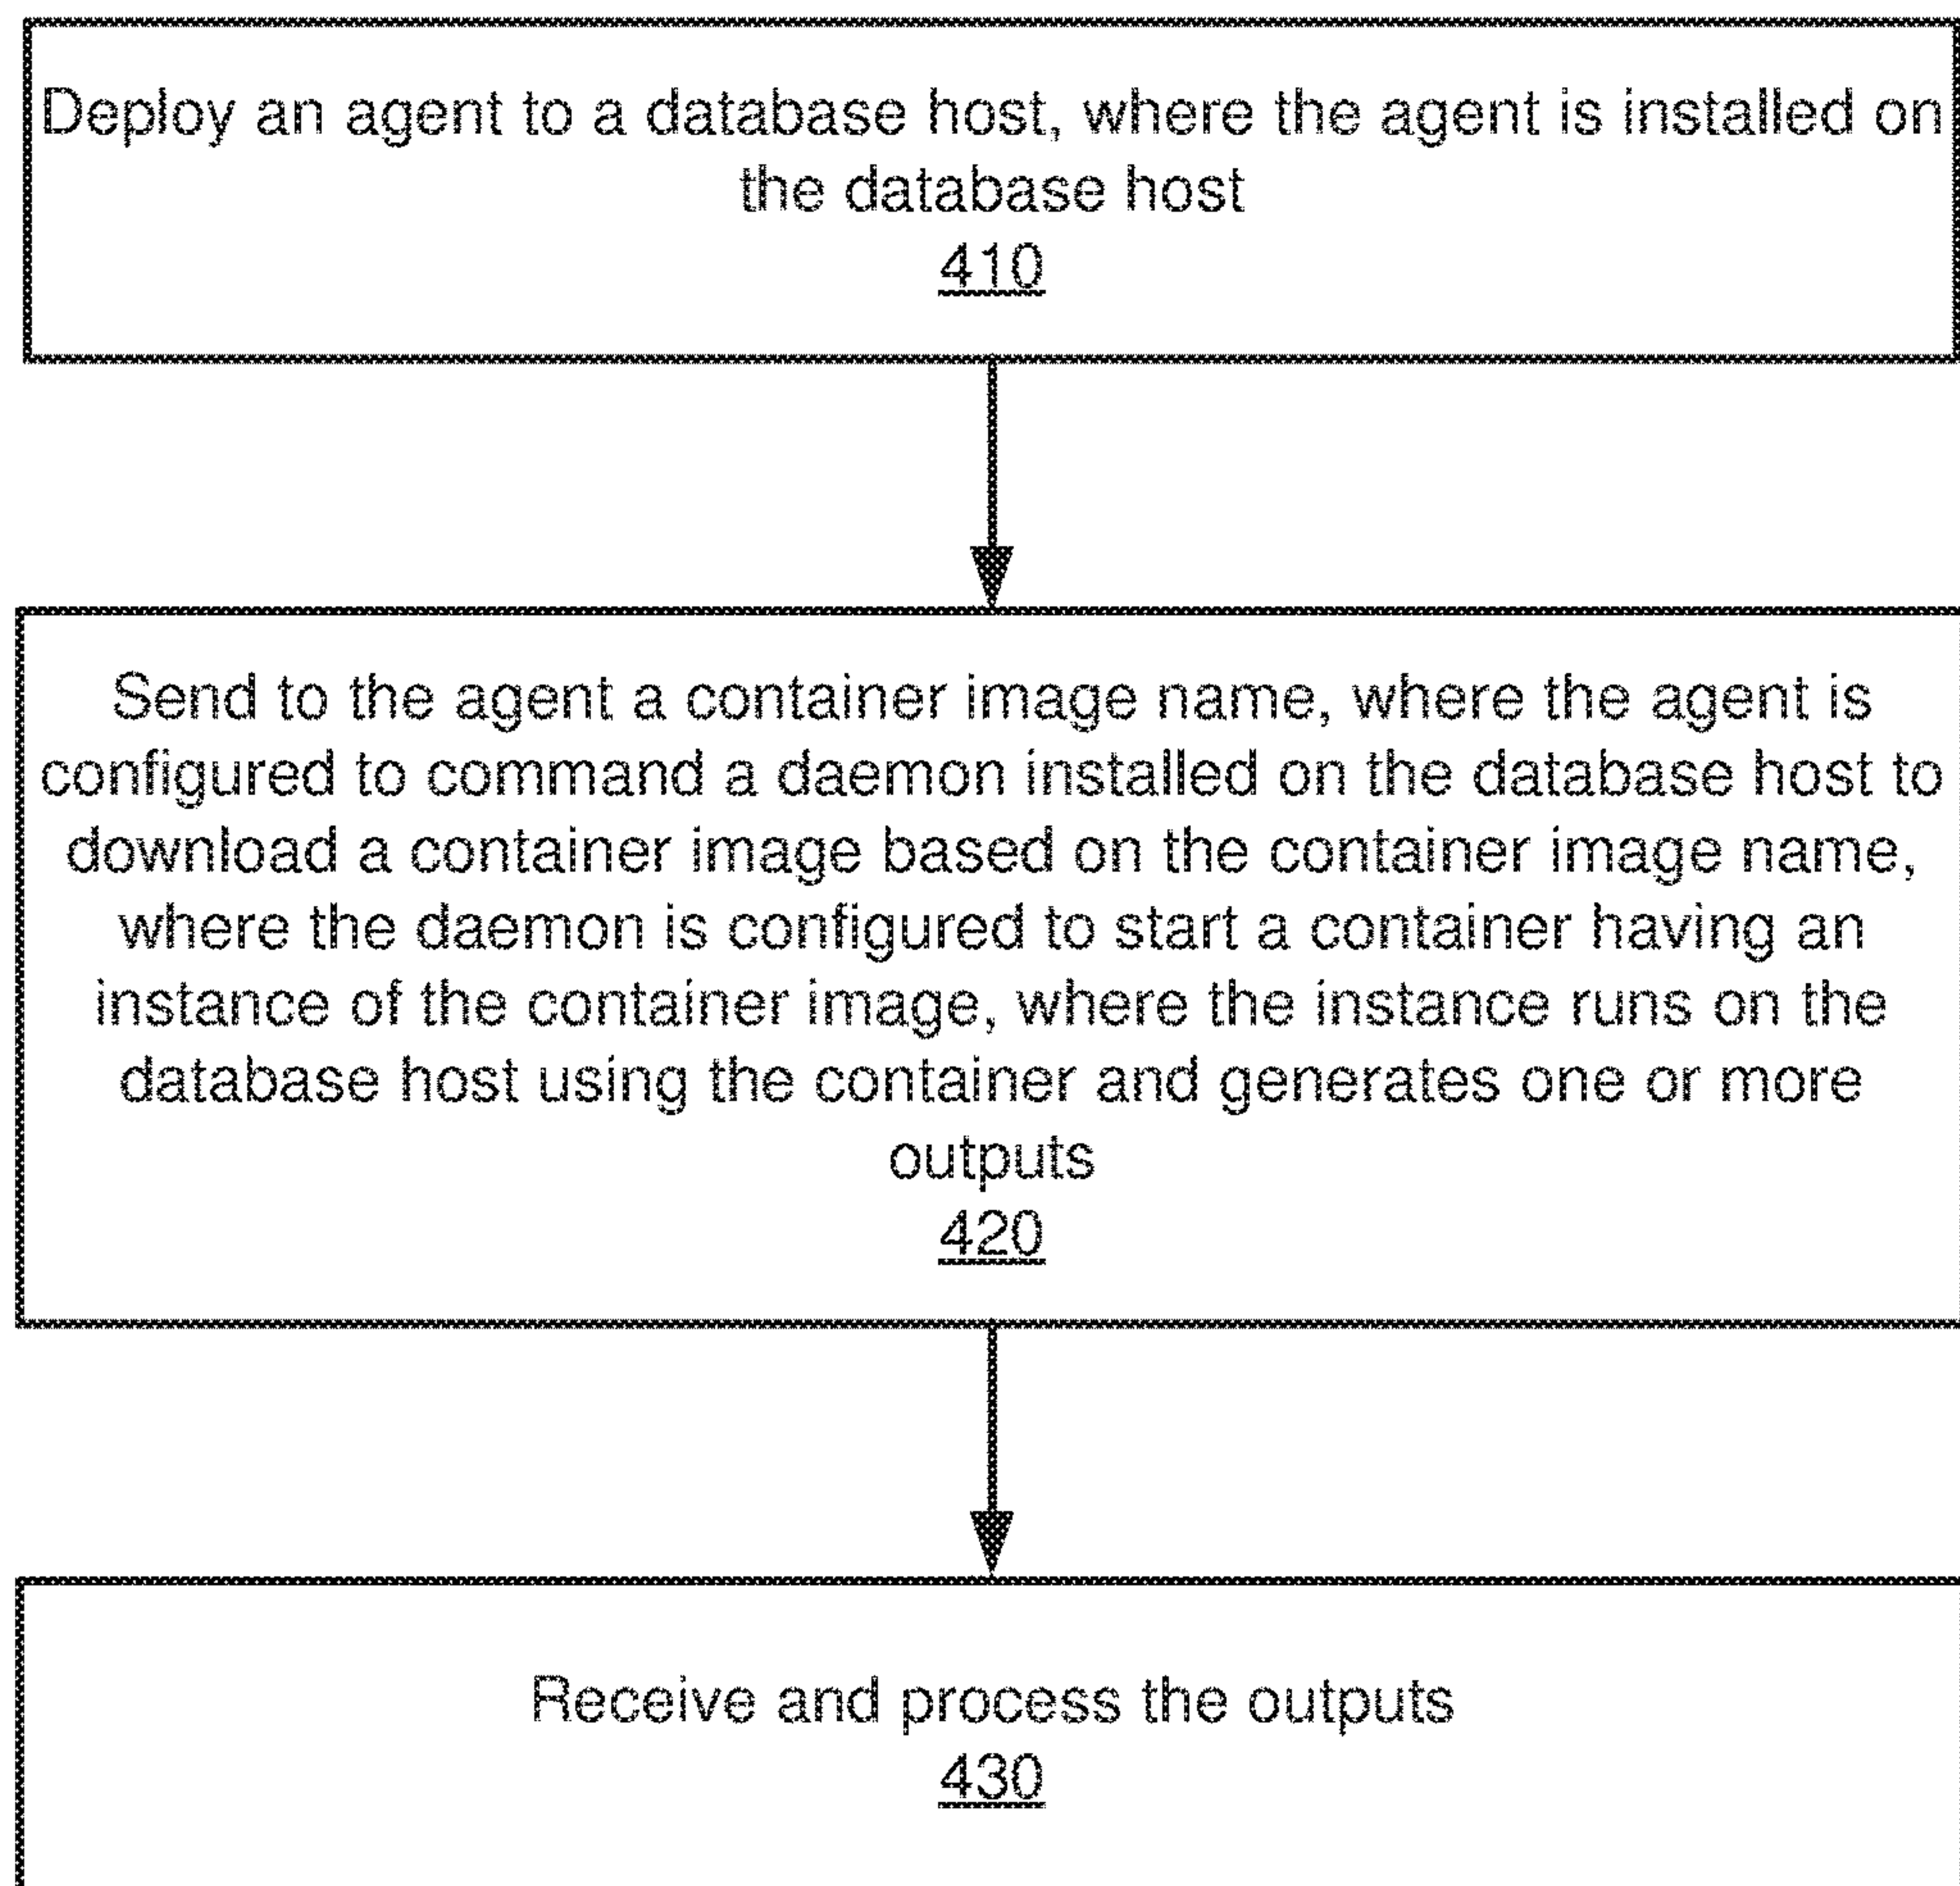 Deploy an agent to a database host, where the agent is installed on
the database host
410
Send to the agent a container image name, where the agent is
configured to command a daemon installed on the database host to
download a container image based on the container image name,
where the daemon is configured to start a container having an
instance of the container image, where the instance runs on the
database host using the container and generates one or more
outputs
420
Receive and process the outputs
430